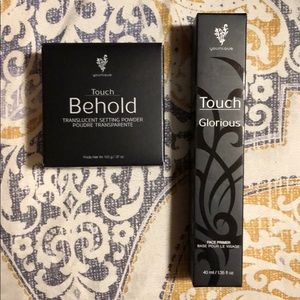 younique
Touch
Behold
TRANSLUCENT SETTING POWDER
POUDRE TRANSPARENTE
younique
Touch
Glorious
FACE PRIMER
BASE POUR LE VISAGE
40 ml / 1.35 fl oz